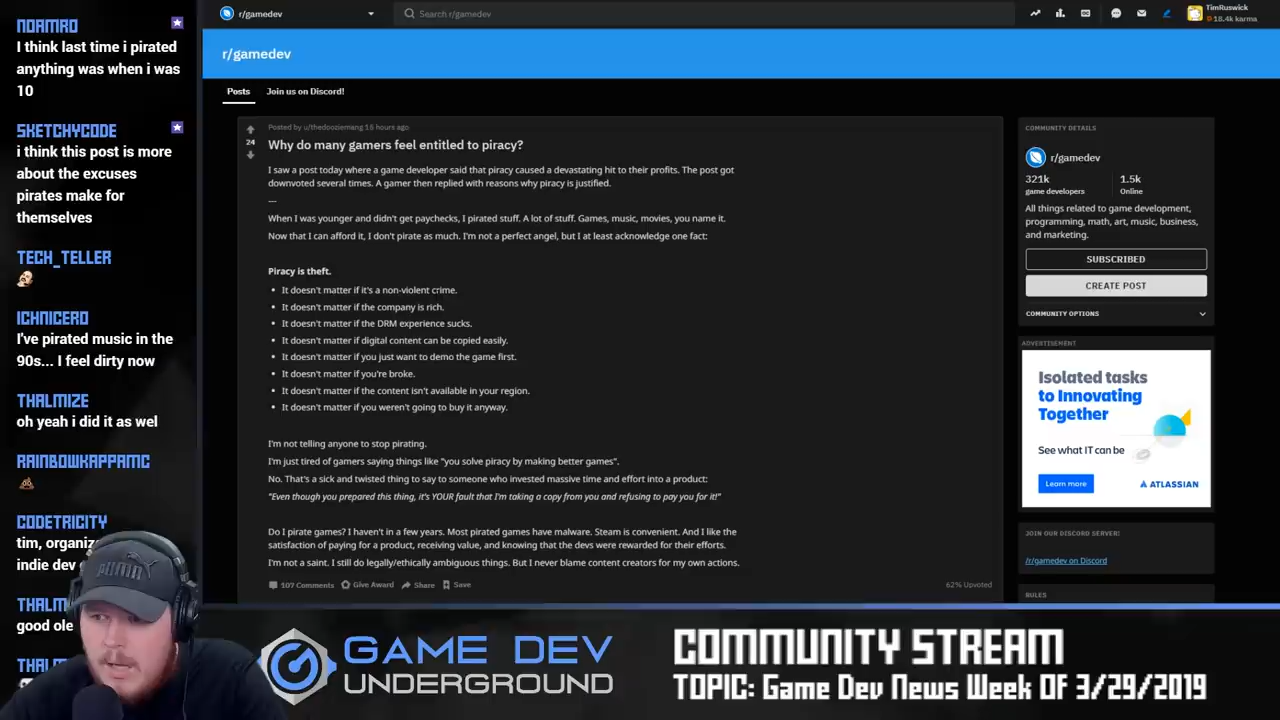 NOAMRO
I think last time i pirated
anything was when i was
10
SKETCHYCODE
i think this post is more
about the excuses
pirates make for
themselves
TECH_TELLER
ICHNICERO
I've pirated music in the
90s... I feel dirty now
THALMIZE
oh yeah i did it as wel
RAINBOWKAPPAMC
CODETRICITY
tim, organiz
indie dev
THALM
good ole
THALM
PUMA
r/gamedev
Search r/gamedev
TimRuswick
18.4k karma
r/gamedev
Posts
Join us on Discord!
Posted by u/thedooziemang 15 hours ago
24
Why do many gamers feel entitled to piracy?
I saw a post today where a game developer said that piracy caused a devastating hit to their profits. The post got
downvoted several times. A gamer then replied with reasons why piracy is justified.
---
When I was younger and didn't get paychecks, I pirated stuff. A lot of stuff. Games, music, movies, you name it.
Now that I can afford it, I don't pirate as much. I'm not a perfect angel, but I at least acknowledge one fact:
Piracy is theft.
• It doesn't matter if it's a non-violent crime.
• It doesn't matter if the company is rich.
• It doesn't matter if the DRM experience sucks.
• It doesn't matter if digital content can be copied easily.
• It doesn't matter if you just want to demo the game first.
• It doesn't matter if you're broke.
• It doesn't matter if the content isn't available in your region.
• It doesn't matter if you weren't going to buy it anyway.
I'm not telling anyone to stop pirating.
I'm just tired of gamers saying things like "you solve piracy by making better games".
No. That's a sick and twisted thing to say to someone who invested massive time and effort into a product:
"Even though you prepared this thing, it's YOUR fault that I'm taking a copy from you and refusing to pay you for it!"
Do I pirate games? I haven't in a few years. Most pirated games have malware. Steam is convenient. And I like the
satisfaction of paying for a product, receiving value, and knowing that the devs were rewarded for their efforts.
I'm not a saint. I still do legally/ethically ambiguous things. But I never blame content creators for my own actions.
107 Comments Give Award Share Save
62% Upvoted
COMMUNITY DETAILS
r/gamedev
321k
1.5k
game developers
Online
All things related to game development,
programming, math, art, music, business,
and marketing.
SUBSCRIBED
CREATE POST
COMMUNITY OPTIONS
ADVERTISEMENT
Isolated tasks
to Innovating
Together
See what IT can be
Learn more
ATLASSIAN
JOIN OUR DISCORD SERVER!
/r/gamedev on Discord
RULES
GAME DEV
UNDERGROUND
COMMUNITY STREAM
TOPIC: Game Dev News Week OF 3/29/2019